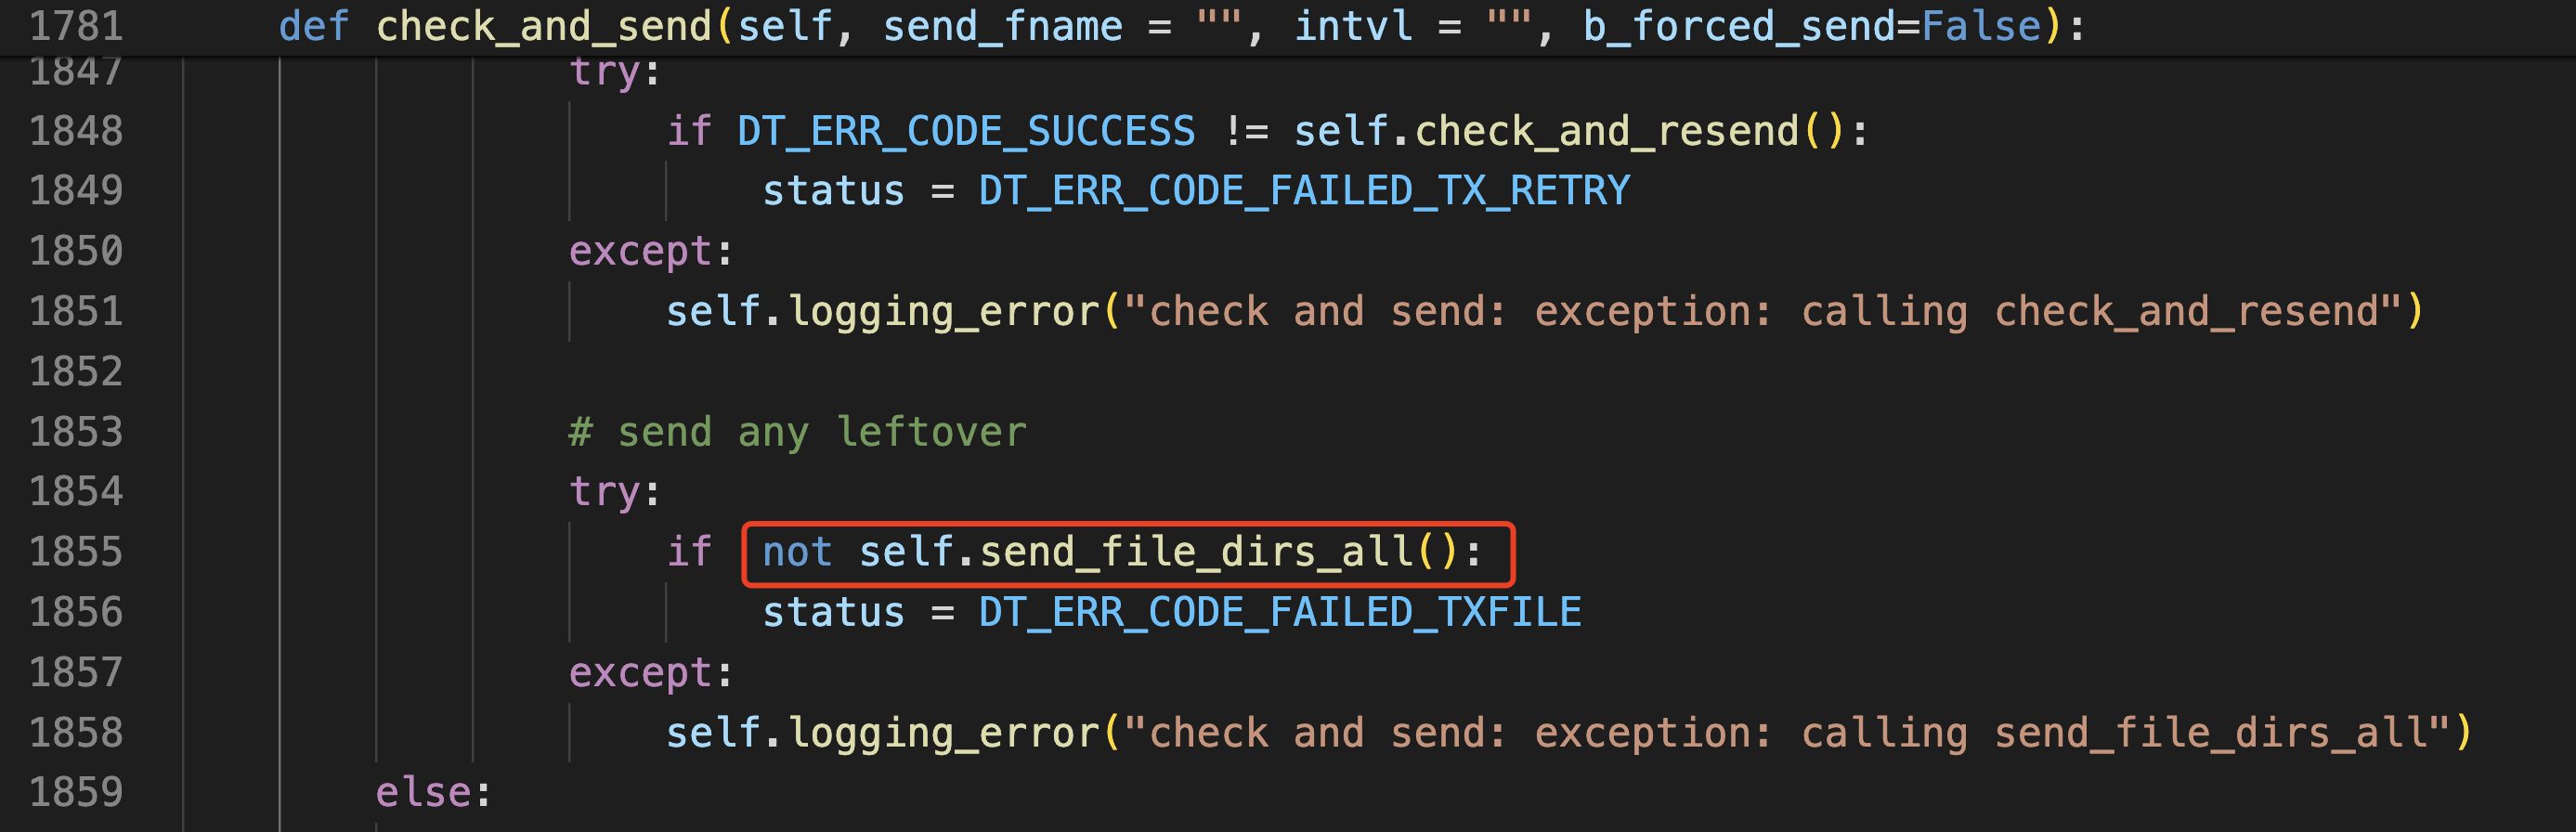 1781 def check_and_send(self, send_fname = "", intvl = "", b_forced_send=False):
1847 try:
1848 if DT_ERR_CODE_SUCCESS != self.check_and_resend():
1849 status = DT_ERR_CODE_FAILED_TX_RETRY
1850 except:
1851 self.logging_error("check and send: exception: calling check_and_resend")
1852
1853 # send any leftover
1854 try:
1855 if not self.send_file_dirs_all():
1856 status = DT_ERR_CODE_FAILED_TXFILE
1857 except:
1858 self.logging_error("check and send: exception: calling send_file_dirs_all")
1859 else: